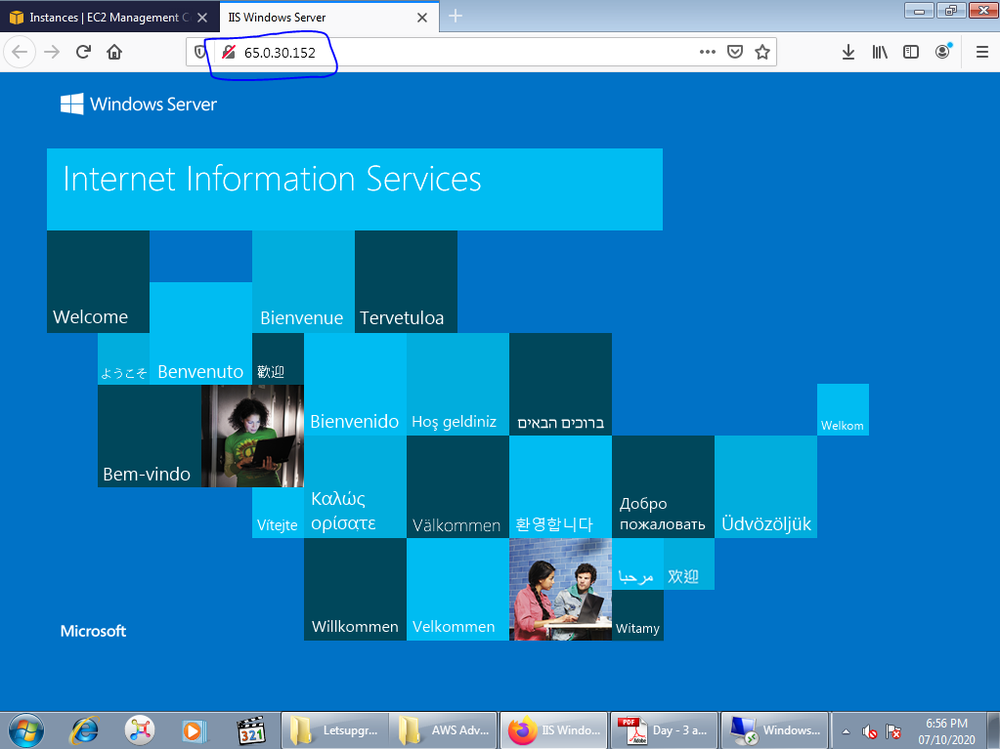 Instances | EC2 Management C
IIS Windows Server
65.0.30.152
Windows Server
Internet Information Services
Welcome
Bienvenue
Tervetuloa
ようこそ
Benvenuto
歡迎
Bienvenido
Hoş geldiniz
ברוכים הבאים
Welkom
Bem-vindo
Vítejte
Καλώς
ορίσατε
Välkommen
환영합니다
Добро
пожаловать
Üdvözöljük
Willkommen
Velkommen
مرحبا
欢迎
Witamy
Microsoft
321
Letsupgr...
AWS Adv...
IIS Windo...
PDF
Adobe
Day - 3 a...
Windows...
6:56 PM
07/10/2020